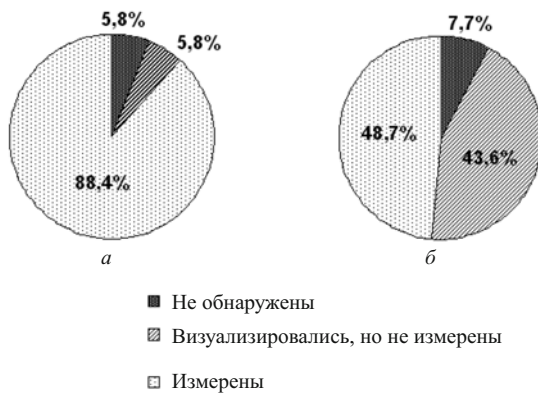 5,8%
5,8%
88,4%
а
7,7%
48,7%
43,6%
б
Не обнаружены
Визуализировались, но не измерены
Измерены